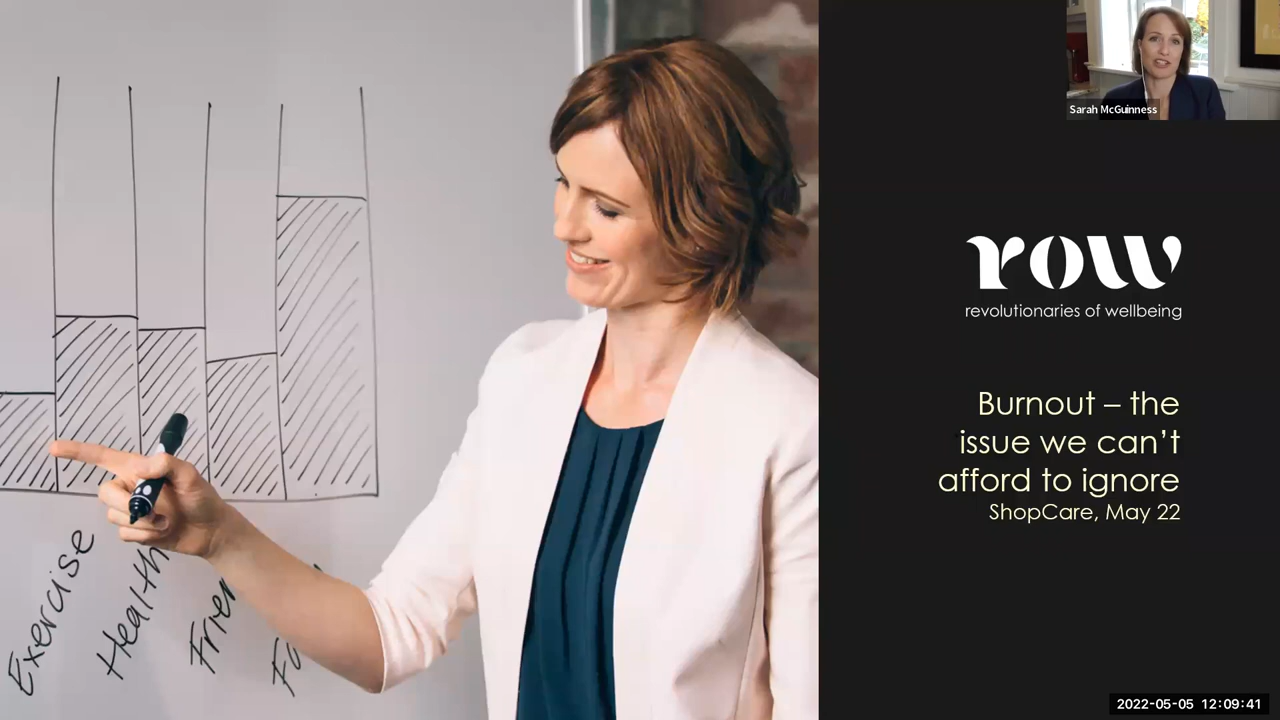 Sarah McGuinness
row
revolutionaries of wellbeing
Burnout – the
issue we can't
afford to ignore
ShopCare, May 22
Exercise
Health
2022-05-05 12:09:41